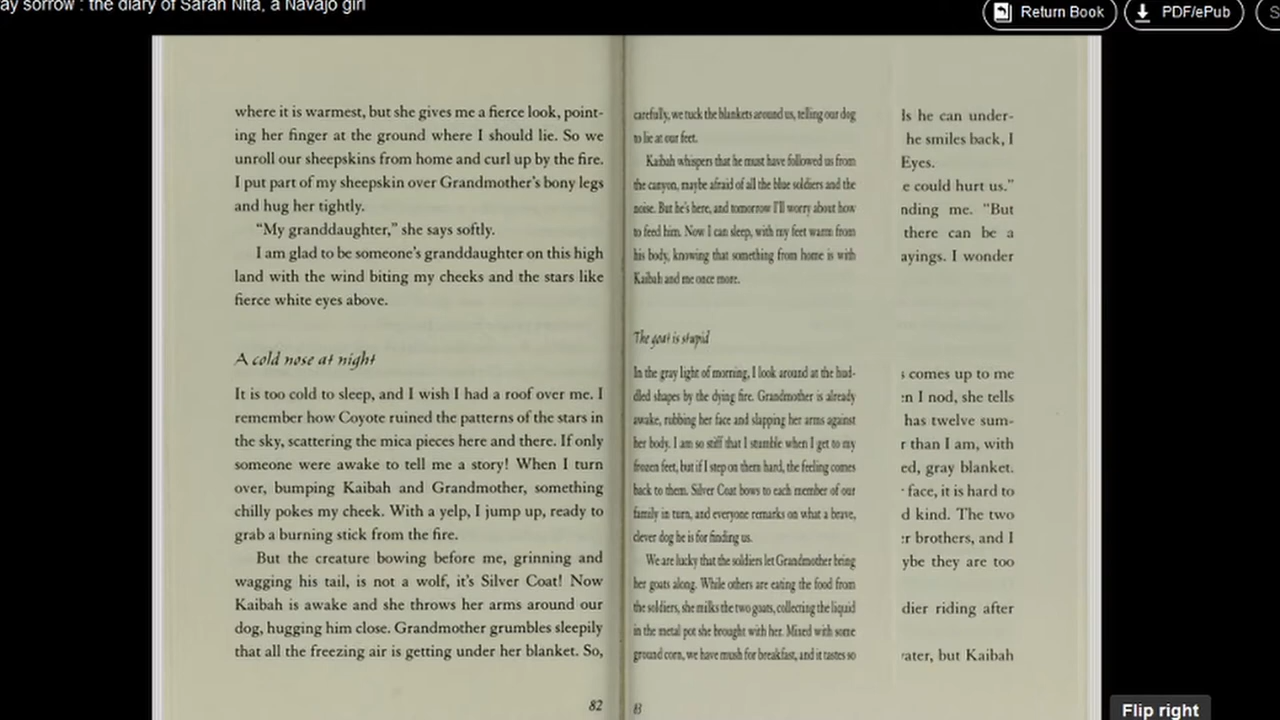 ay sorrow : the diary of Sarah Nita, a Navajo girl
Return Book
PDF/ePub
S
where it is warmest, but she gives me a fierce look, point-
ing her finger at the ground where I should lie. So we
unroll our sheepskins from home and curl up by the fire.
I put part of my sheepskin over Grandmother's bony legs
and hug her tightly.
"My granddaughter," she says softly.
I am glad to be someone's granddaughter on this high
land with the wind biting my cheeks and the stars like
fierce white eyes above.
A cold nose at night
It is too cold to sleep, and I wish I had a roof over me. I
remember how Coyote ruined the patterns of the stars in
the sky, scattering the mica pieces here and there. If only
someone were awake to tell me a story! When I turn
over, bumping Kaibah and Grandmother, something
chilly pokes my cheek. With a yelp, I jump up, ready to
grab a burning stick from the fire.
But the creature bowing before me, grinning and
wagging his tail, is not a wolf, it's Silver Coat! Now
Kaibah is awake and she throws her arms around our
dog, hugging him close. Grandmother grumbles sleepily
that all the freezing air is getting under her blanket. So,
82
carefully, we tuck the blankets around us, telling our dog
to lie at our feet.
Kaibah whispers that he must have followed us from
the canyon, maybe afraid of all the blue soldiers and the
noise. But he's here, and tomorrow I'll worry about how
to feed him. Now I can sleep, with my feet warm from
his body, knowing that something from home is with
Kaibah and me once more.
The goat is stupid
In the gray light of morning, I look around at the hud-
dled shapes by the dying fire. Grandmother is already
awake, rubbing her face and slapping her arms against
her body. I am so stiff that I stumble when I get to my
frozen feet, but if I step on them hard, the feeling comes
back to them. Silver Coat bows to each member of our
family in turn, and everyone remarks on what a brave,
clever dog he is for finding us.
We are lucky that the soldiers let Grandmother bring
her goats along. While others are eating the food from
the soldiers, she milks the two goats, collecting the liquid
in the metal pot she brought with her. Mixed with some
ground corn, we have mush for breakfast, and it tastes so
ls he can under-
he smiles back, I
Eyes.
e could hurt us."
nding me. "But
there can be a
ayings. I wonder
s comes up to me
n I nod, she tells
has twelve sum-
r than I am, with
ed, gray blanket.
face, it is hard to
d kind. The two
r brothers, and I
ybe they are too
dier riding after
ater, but Kaibah
Flip right